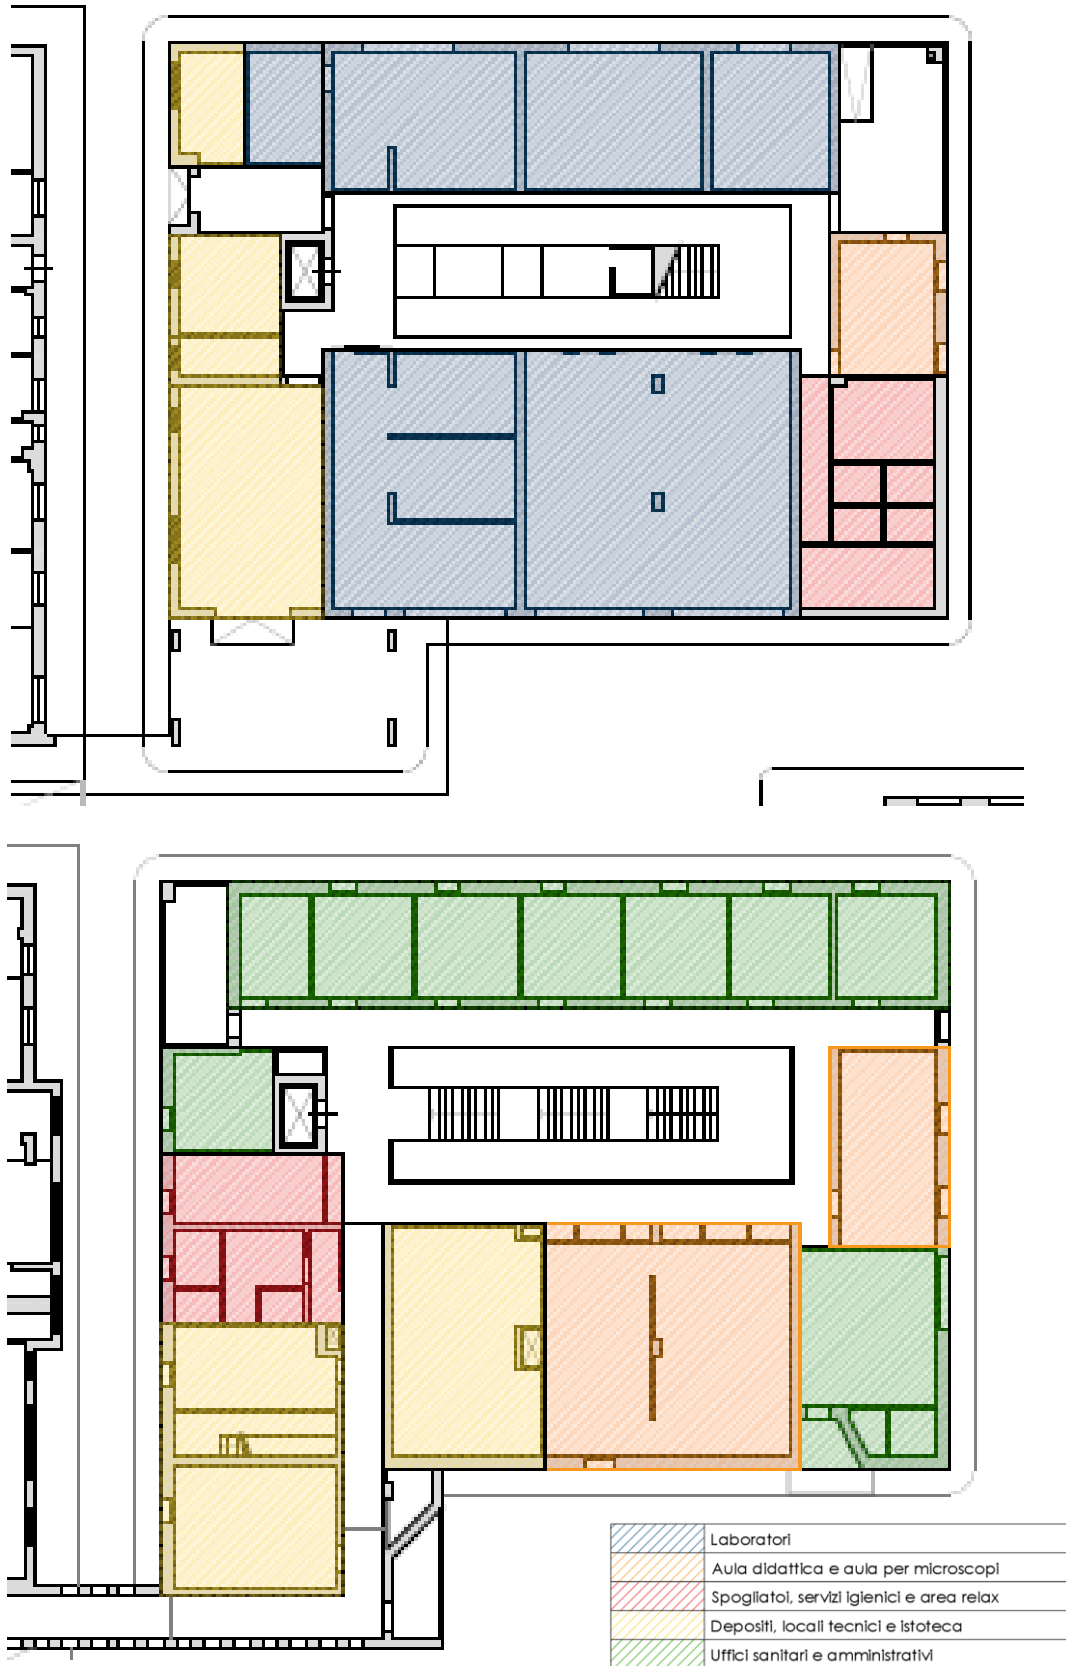 Laboratori
Aula didattica e aula per microscopi
Spogliatoi, servizi igienici e area relax
Depositi, locali tecnici e istoteca
Uffici sanitari e amministrativi